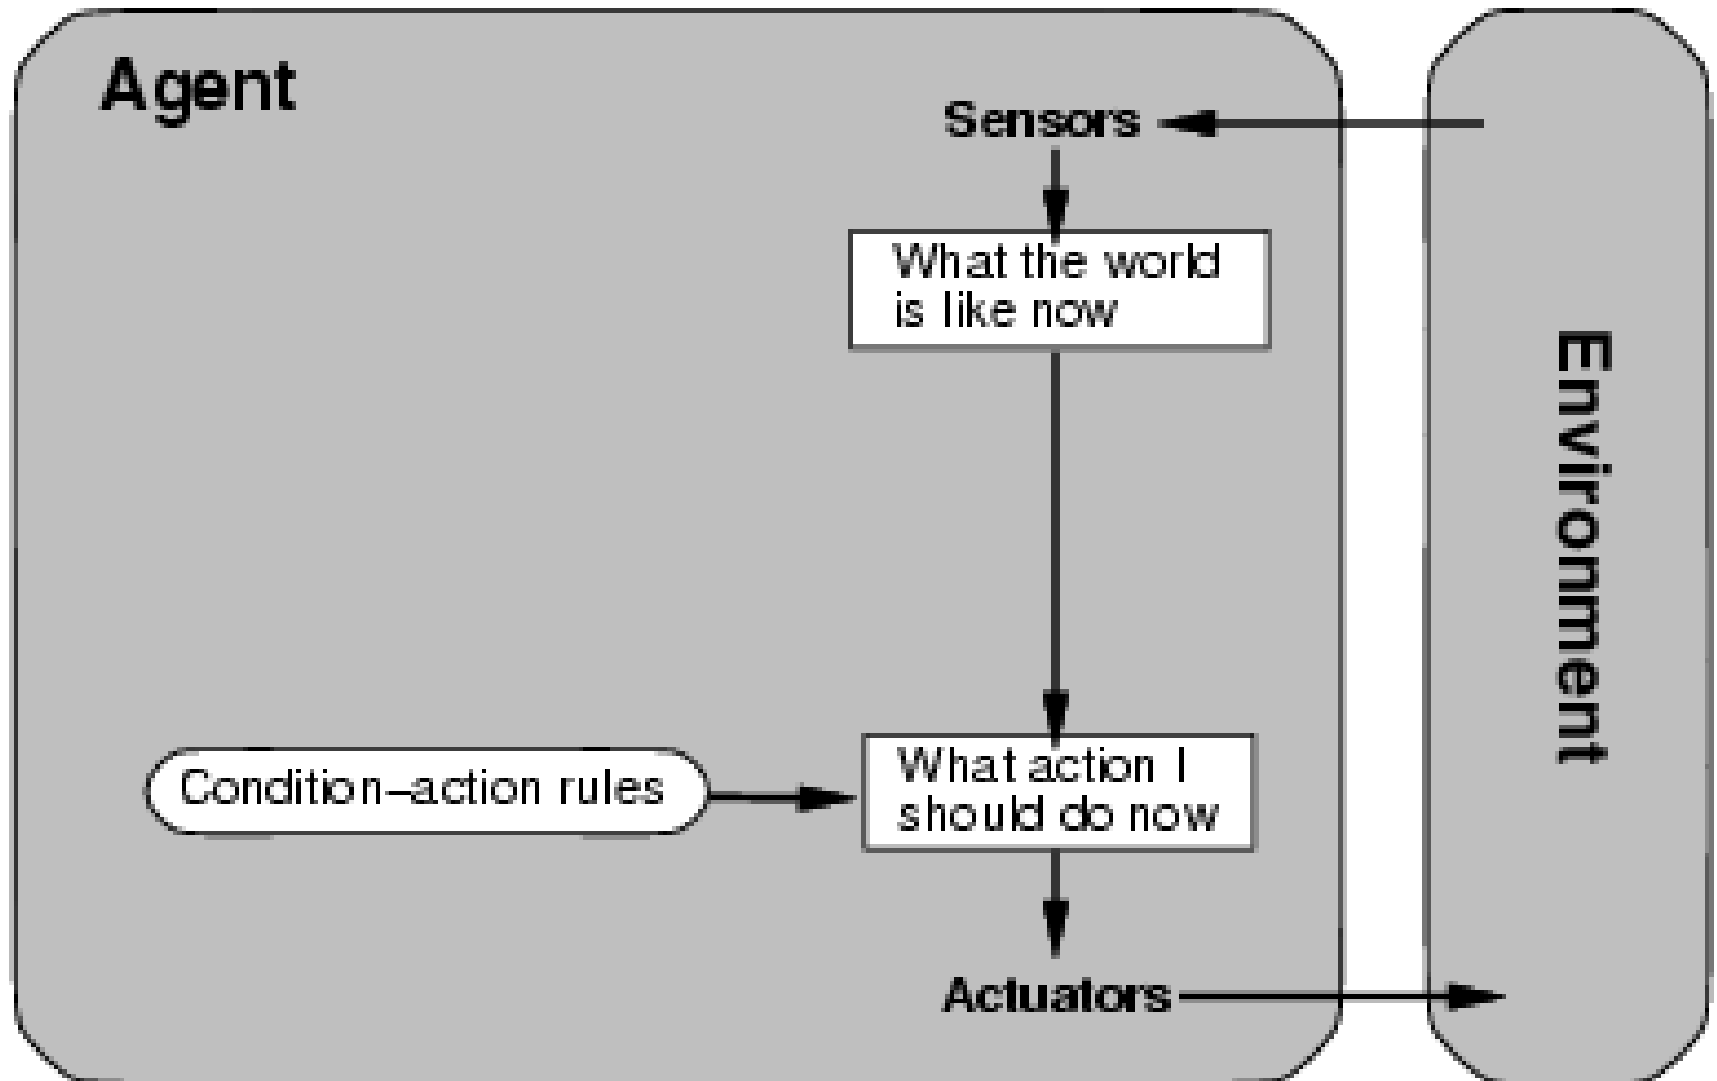 Agent
Sensors
What the world
is like now
Environment
Condition–action rules
What action I
should do now
Actuators